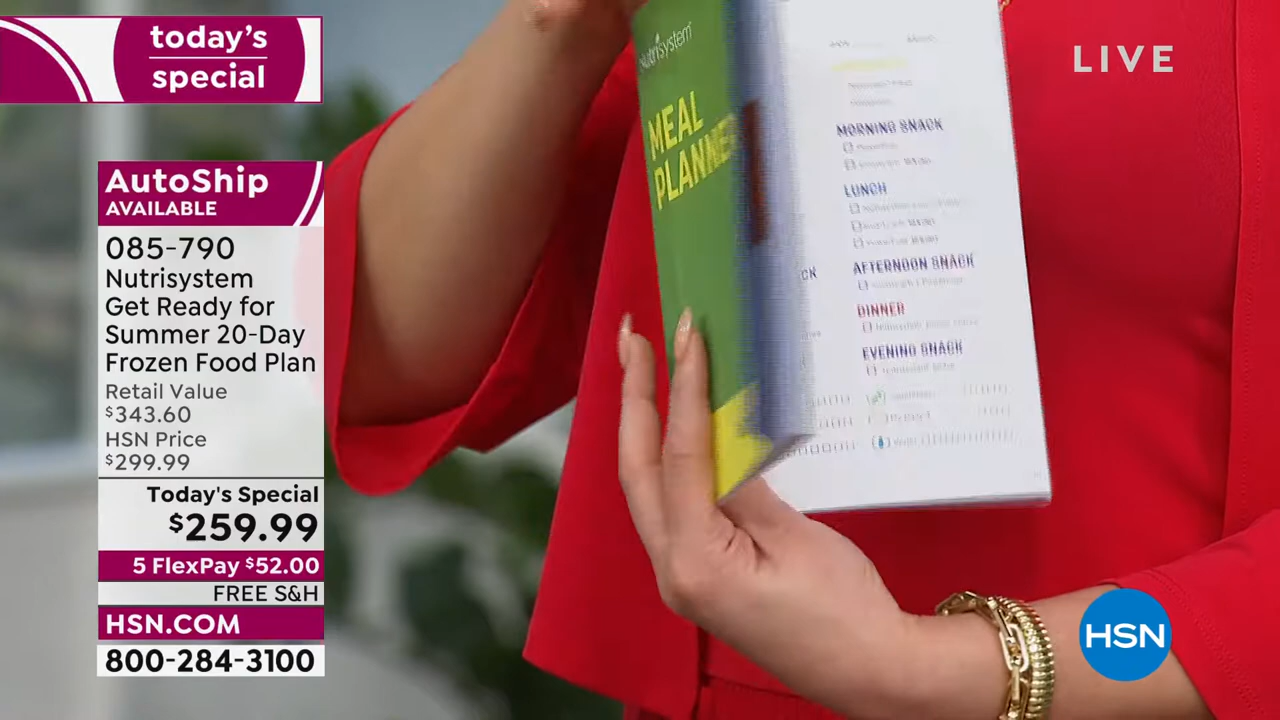 today's
special
LIVE
AutoShip
AVAILABLE
085-790
Nutrisystem
Get Ready for
Summer 20-Day
Frozen Food Plan
Retail Value
$343.60
HSN Price
$299.99
Today's Special
$259.99
5 FlexPay $52.00
FREE S&H
HSN.COM
800-284-3100
Nutrisystem
MEAL
PLANNER
MORNING SNACK
LUNCH
AFTERNOON SNACK
DINNER
EVENING SNACK
HSN